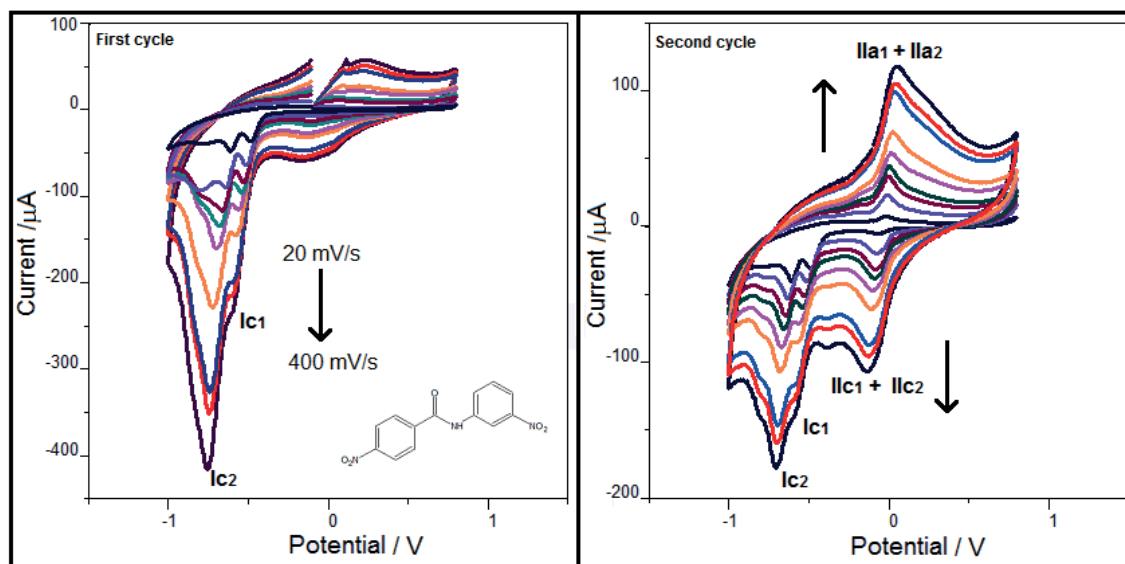 First cycle
100
0
-100
-200
-300
-400
Current /µA
20 mV/s
400 mV/s
Ic1
Ic2
O
NH
NO2
O2N
-1
0
1
Potential / V
Second cycle
IIa1 + IIa2
100
0
-100
-200
Current /µA
IIc1 + IIc2
Ic1
Ic2
-1
0
1
Potential / V